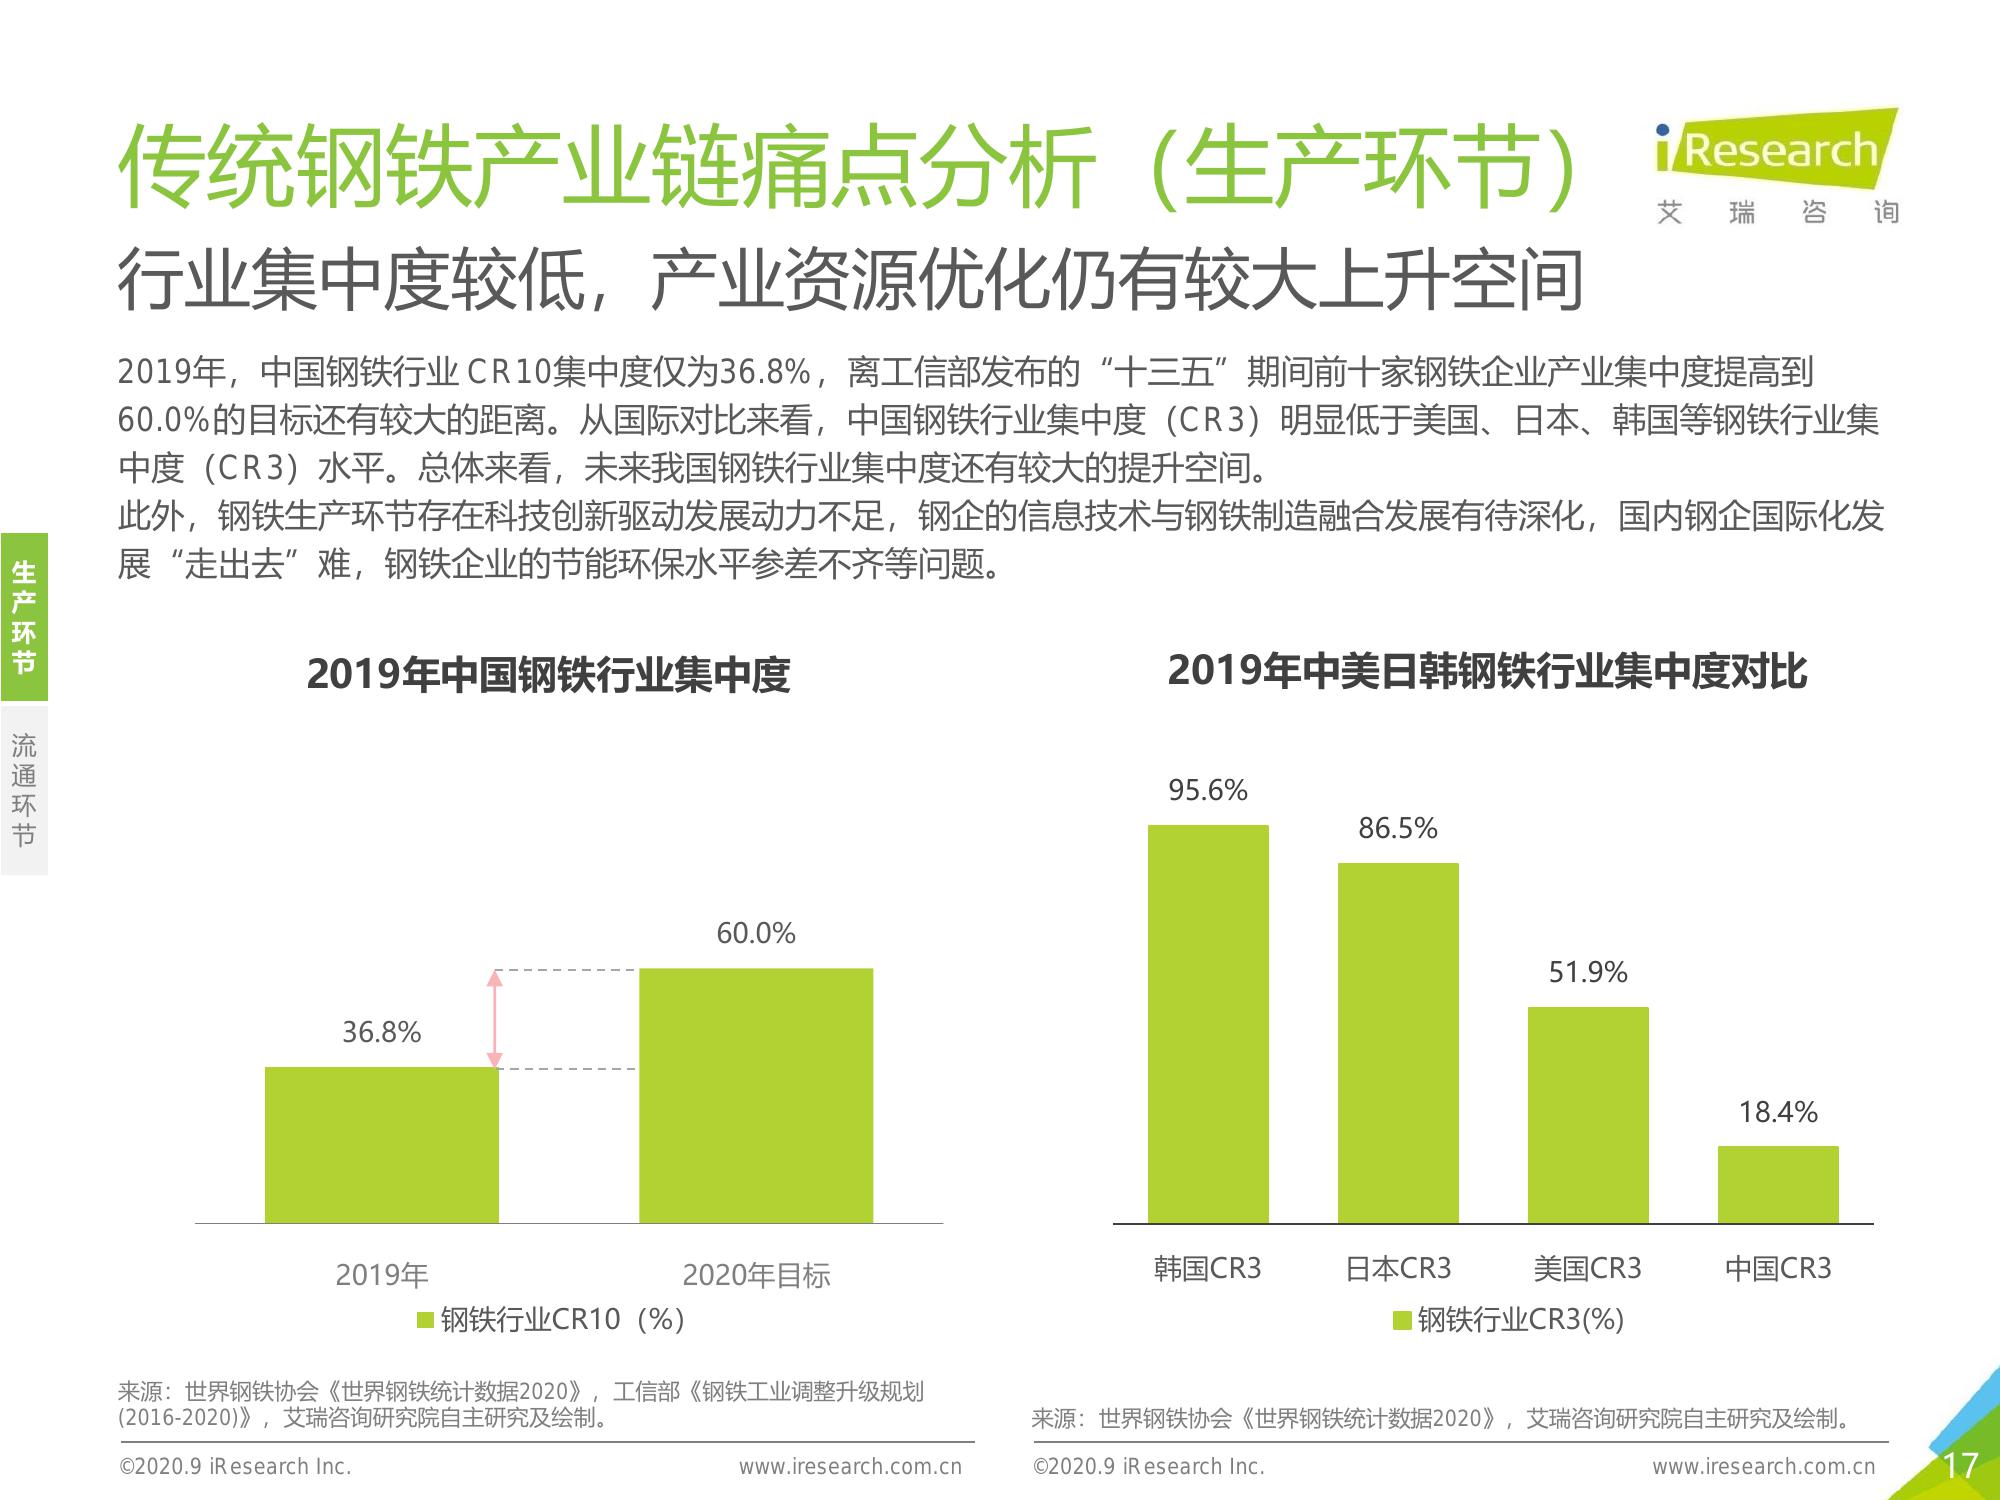 传统钢铁产业链痛点分析（生产环节）
iResearch
艾瑞咨询
行业集中度较低，产业资源优化仍有较大上升空间
2019年，中国钢铁行业CR10集中度仅为36.8%，离工信部发布的“十三五”期间前十家钢铁企业产业集中度提高到
60.0%的目标还有较大的距离。从国际对比来看，中国钢铁行业集中度（CR3）明显低于美国、日本、韩国等钢铁行业集
中度（CR3）水平。总体来看，未来我国钢铁行业集中度还有较大的提升空间。
此外，钢铁生产环节存在科技创新驱动发展动力不足，钢企的信息技术与钢铁制造融合发展有待深化，国内钢企国际化发
展“走出去”难，钢铁企业的节能环保水平参差不齐等问题。
生产环节
流通环节
2019年中国钢铁行业集中度
36.8%
60.0%
2019年
2020年目标
钢铁行业CR10（%）
来源：世界钢铁协会《世界钢铁统计数据2020》，工信部《钢铁工业调整升级规划
(2016-2020)》，艾瑞咨询研究院自主研究及绘制。
©2020.9 iResearch Inc.
www.iresearch.com.cn
2019年中美日韩钢铁行业集中度对比
95.6%
86.5%
51.9%
18.4%
韩国CR3
日本CR3
美国CR3
中国CR3
钢铁行业CR3(%)
来源：世界钢铁协会《世界钢铁统计数据2020》，艾瑞咨询研究院自主研究及绘制。
©2020.9 iResearch Inc.
www.iresearch.com.cn
17